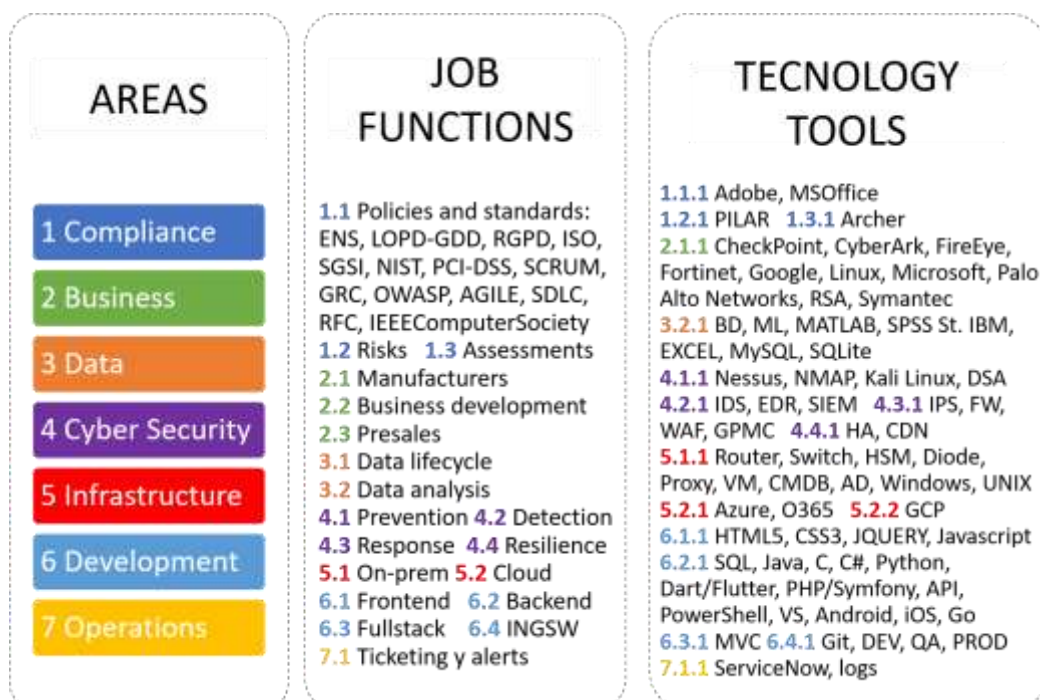 AREAS
1 Compliance
2 Business
3 Data
4 Cyber Security
5 Infrastructure
6 Development
7 Operations
JOB
FUNCTIONS
1.1 Policies and standards:
ENS, LOPD-GDD, RGPD, ISO,
SGSI, NIST, PCI-DSS, SCRUM,
GRC, OWASP, AGILE, SDLC,
RFC, IEEEComputerSociety
1.2 Risks 1.3 Assessments
2.1 Manufacturers
2.2 Business development
2.3 Presales
3.1 Data lifecycle
3.2 Data analysis
4.1 Prevention 4.2 Detection
4.3 Response 4.4 Resilience
5.1 On-prem 5.2 Cloud
6.1 Frontend 6.2 Backend
6.3 Fullstack 6.4 INGSW
7.1 Ticketing y alerts
TECNOLOGY
TOOLS
1.1.1 Adobe, MSOffice
1.2.1 PILAR 1.3.1 Archer
2.1.1 CheckPoint, CyberArk, FireEye,
Fortinet, Google, Linux, Microsoft, Palo
Alto Networks, RSA, Symantec
3.2.1 BD, ML, MATLAB, SPSS St. IBM,
EXCEL, MySQL, SQLite
4.1.1 Nessus, NMAP, Kali Linux, DSA
4.2.1 IDS, EDR, SIEM 4.3.1 IPS, FW,
WAF, GPMC 4.4.1 HA, CDN
5.1.1 Router, Switch, HSM, Diode,
Proxy, VM, CMDB, AD, Windows, UNIX
5.2.1 Azure, O365 5.2.2 GCP
6.1.1 HTML5, CSS3, JQUERY, Javascript
6.2.1 SQL, Java, C, C#, Python,
Dart/Flutter, PHP/Symfony, API,
PowerShell, VS, Android, iOS, Go
6.3.1 MVC 6.4.1 Git, DEV, QA, PROD
7.1.1 ServiceNow, logs